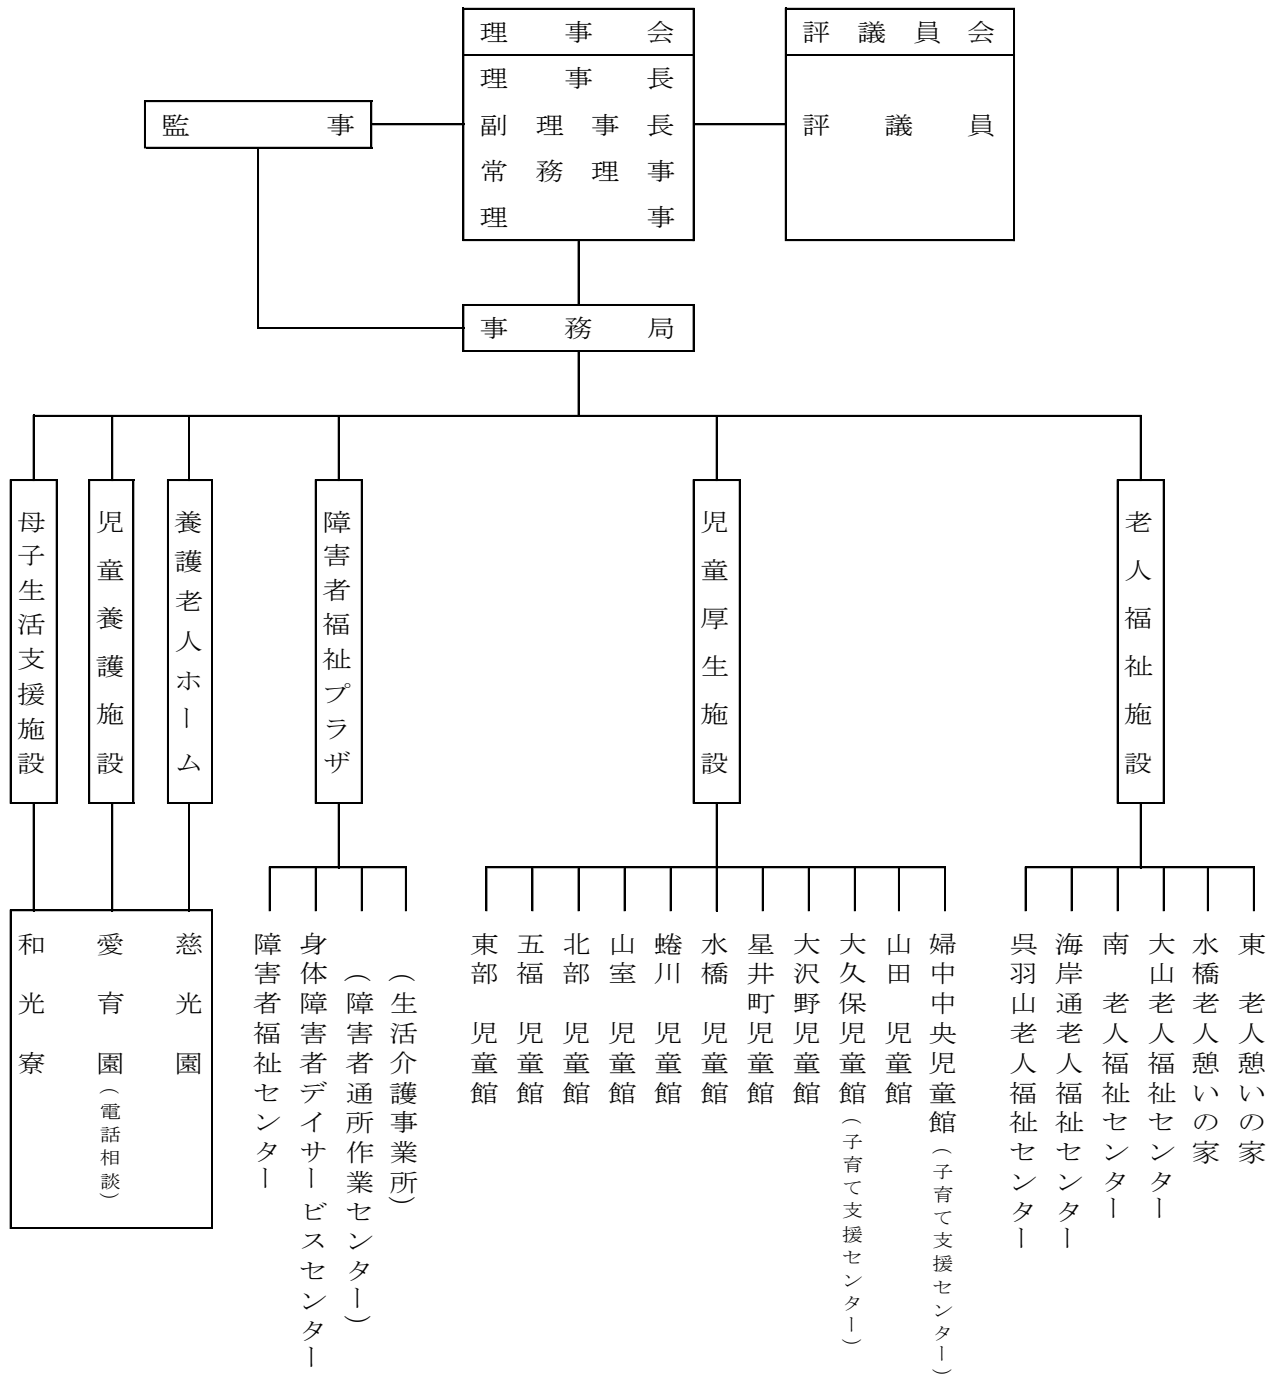 理事会
理事長
副理事長
常務理事
理事
評議員会
評議員
監事
事務局
母子生活支援施設
児童養護施設
養護老人ホーム
障害者福祉プラザ
児童厚生施設
老人福祉施設
和光寮
愛育園(電話相談)
慈光園
障害者福祉センター
身体障害者デイサービスセンター
(障害者通所作業センター)
(生活介護事業所)
東部 児童館
五福 児童館
北部 児童館
山室 児童館
蜷川 児童館
水橋 児童館
星井町児童館
大沢野児童館
大久保児童館(子育て支援センター)
山田 児童館
婦中中央児童館(子育て支援センター)
呉羽山老人福祉センター
海岸通老人福祉センター
南 老人福祉センター
大山老人福祉センター
水橋老人憩いの家
東 老人憩いの家